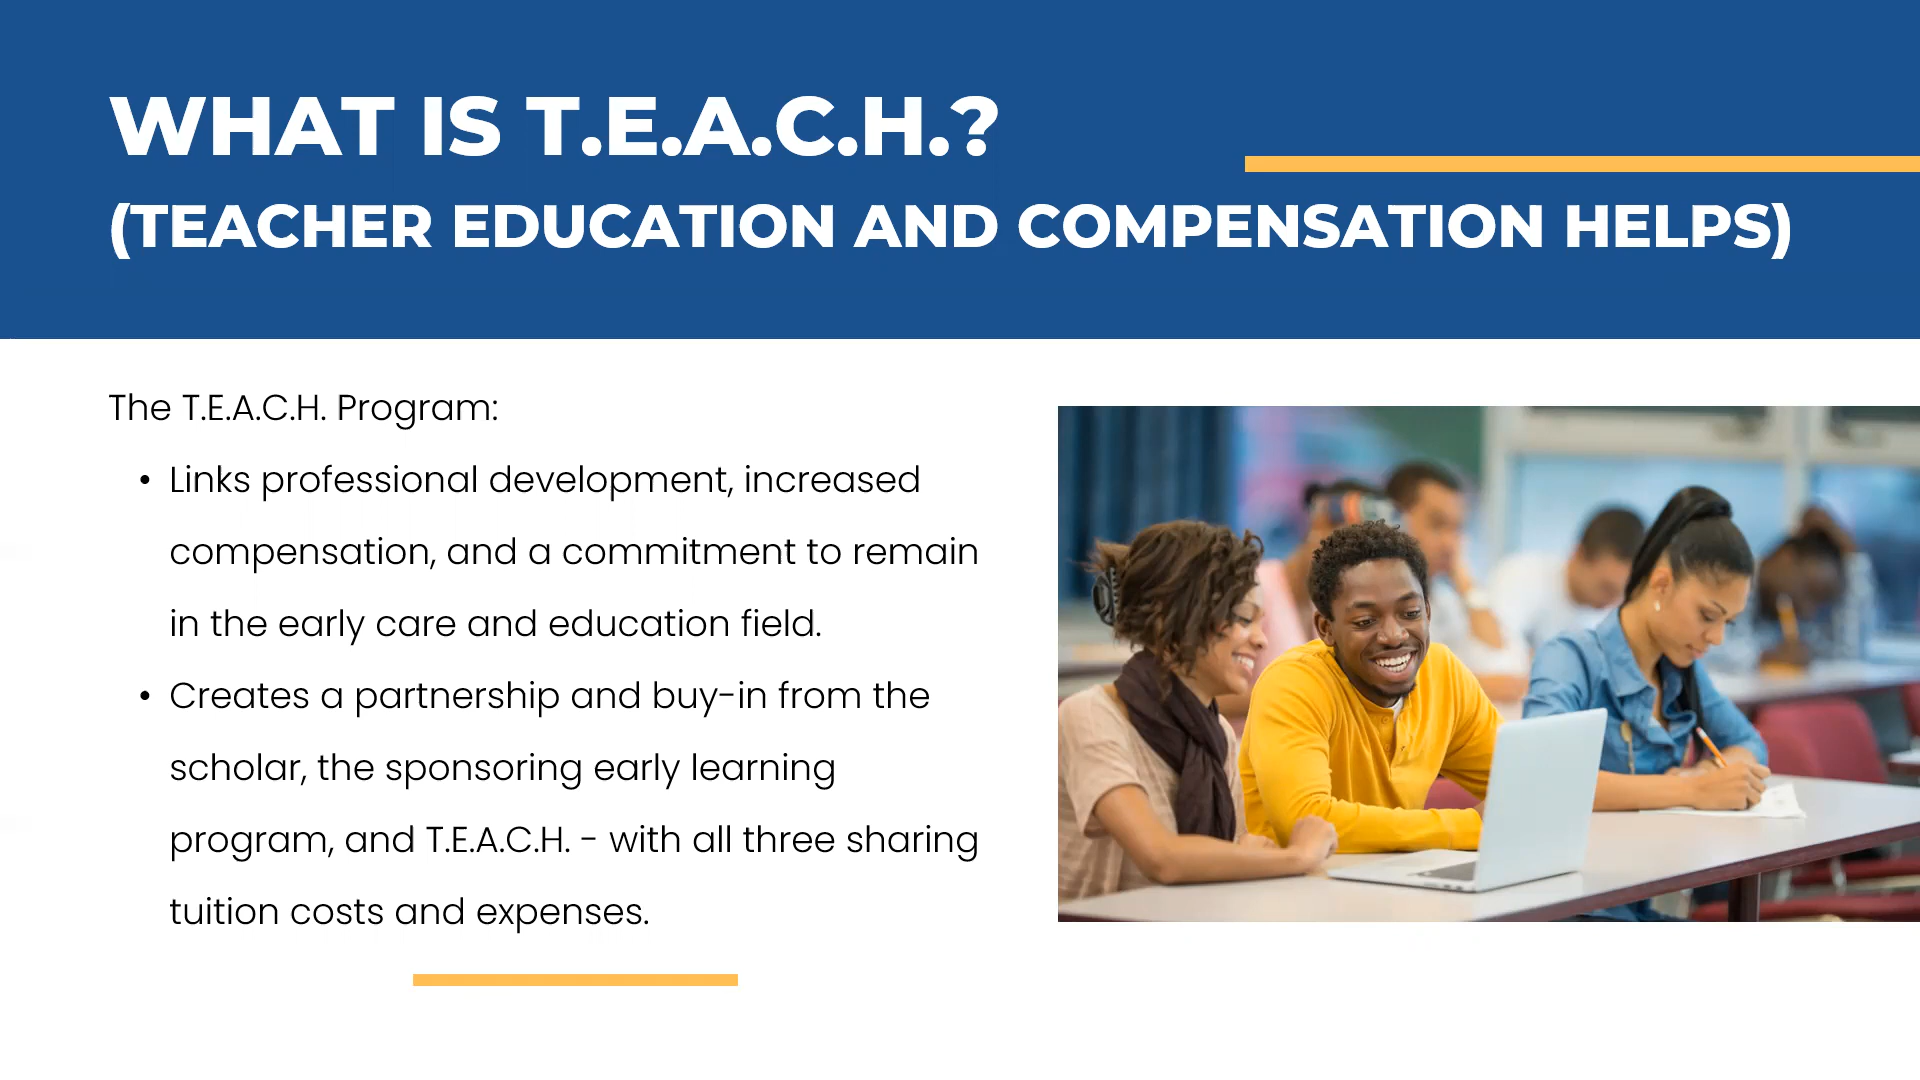 WHAT IS T.E.A.C.H.?
(TEACHER EDUCATION AND COMPENSATION HELPS)
The T.E.A.C.H. Program:
• Links professional development, increased
compensation, and a commitment to remain
in the early care and education field.
• Creates a partnership and buy-in from the
scholar, the sponsoring early learning
program, and T.E.A.C.H. - with all three sharing
tuition costs and expenses.